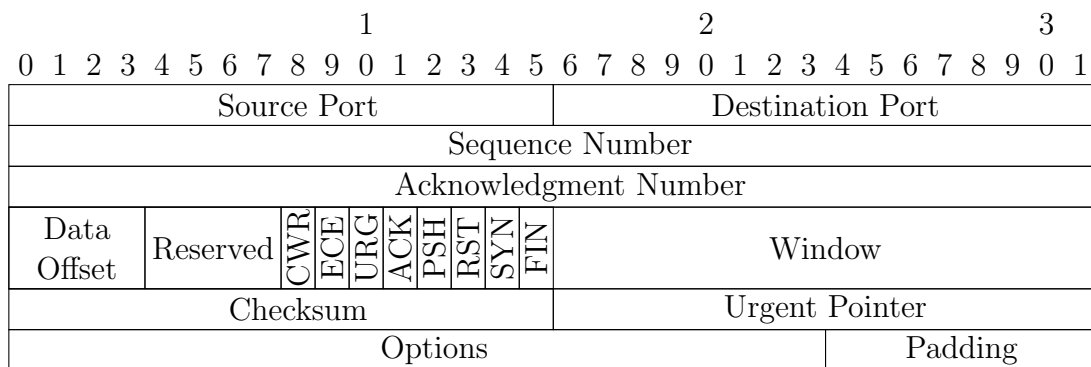 1 2 3
0 1 2 3 4 5 6 7 8 9 0 1 2 3 4 5 6 7 8 9 0 1 2 3 4 5 6 7 8 9 0 1
Source Port Destination Port
Sequence Number
Acknowledgment Number
Data Offset Reserved CWR ECE URG ACK PSH RST SYN FIN Window
Checksum Urgent Pointer
Options Padding